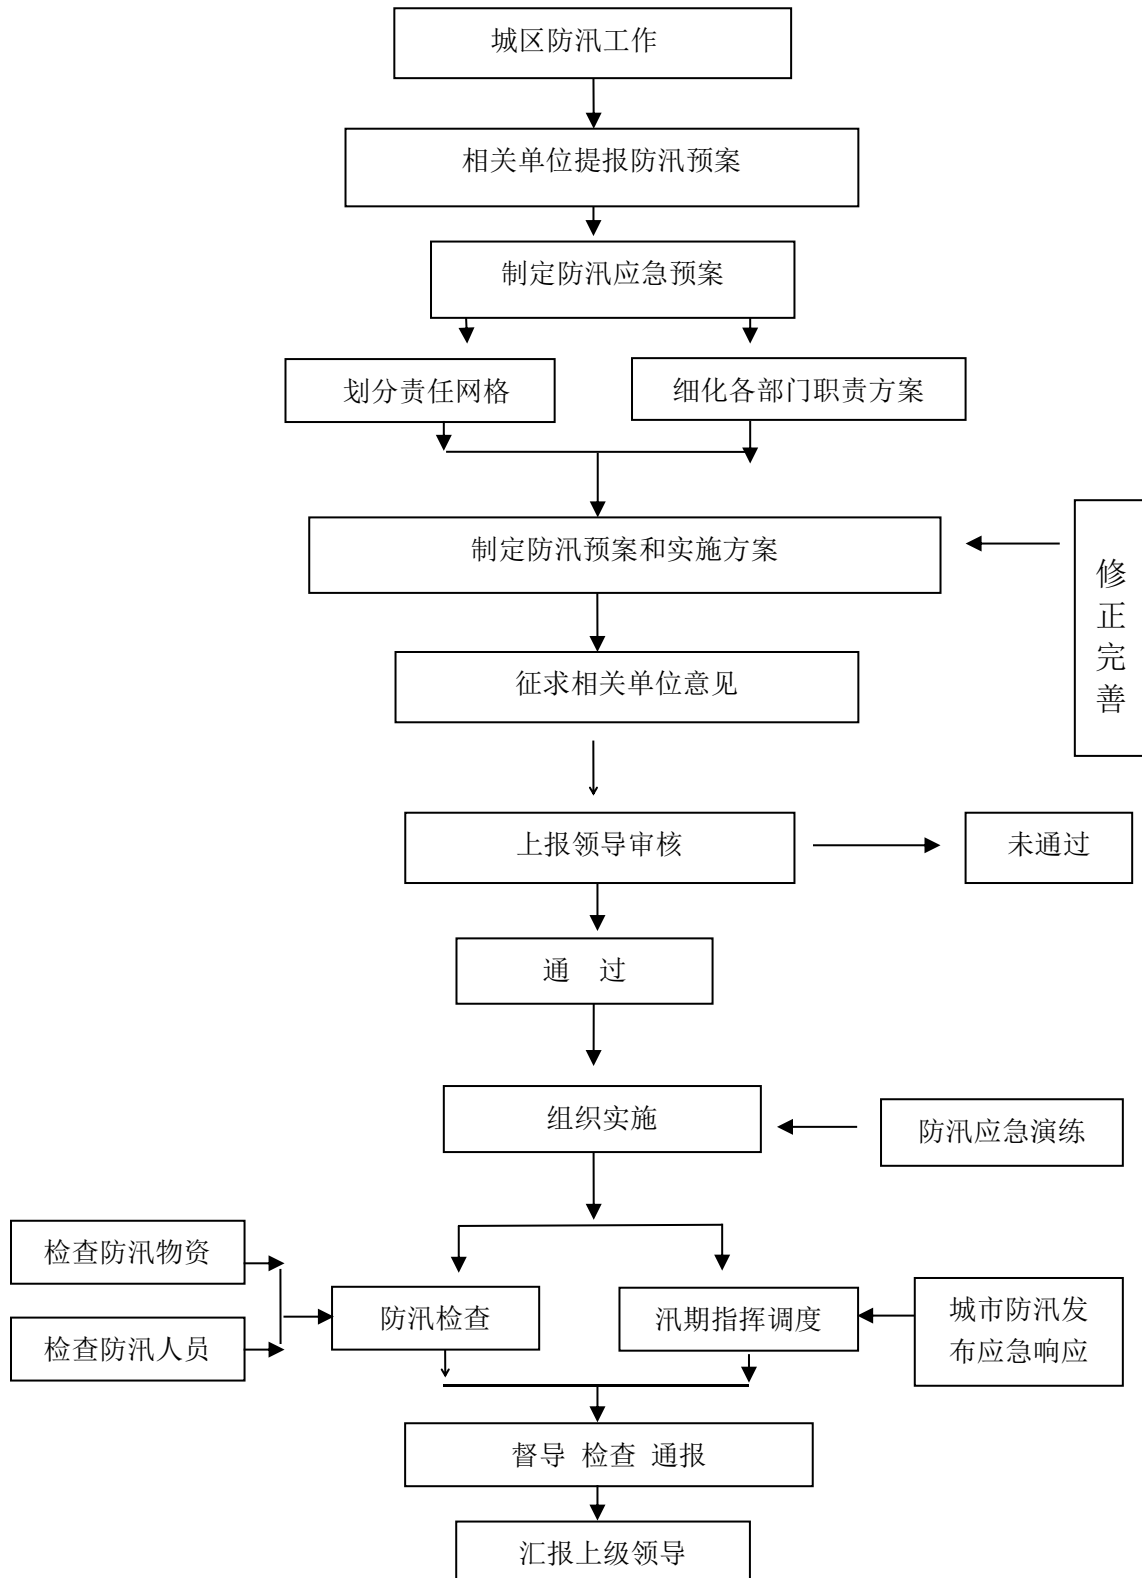 城区防汛工作
相关单位提报防汛预案
制定防汛应急预案
划分责任网格
细化各部门职责方案
制定防汛预案和实施方案
修
正
完
善
征求相关单位意见
上报领导审核
未通过
通 过
组织实施
防汛应急演练
检查防汛物资
检查防汛人员
防汛检查
汛期指挥调度
城市防汛发
布应急响应
督导 检查 通报
汇报上级领导